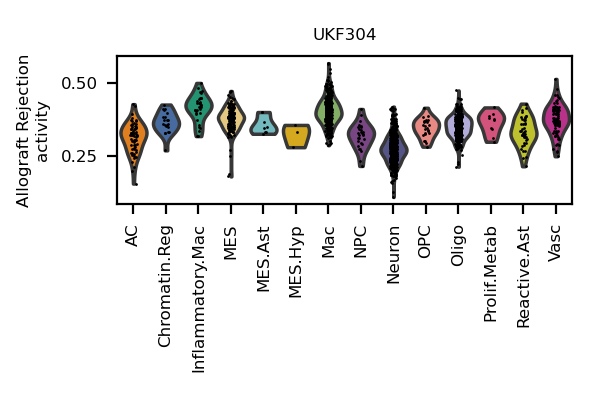 UKF304
Allograft Rejection
activity
0.50
0.25
AC
Chromatin.Reg
Inflammatory.Mac
MES
MES.Ast
MES.Hyp
Mac
NPC
Neuron
OPC
Oligo
Prolif.Metab
Reactive.Ast
Vasc